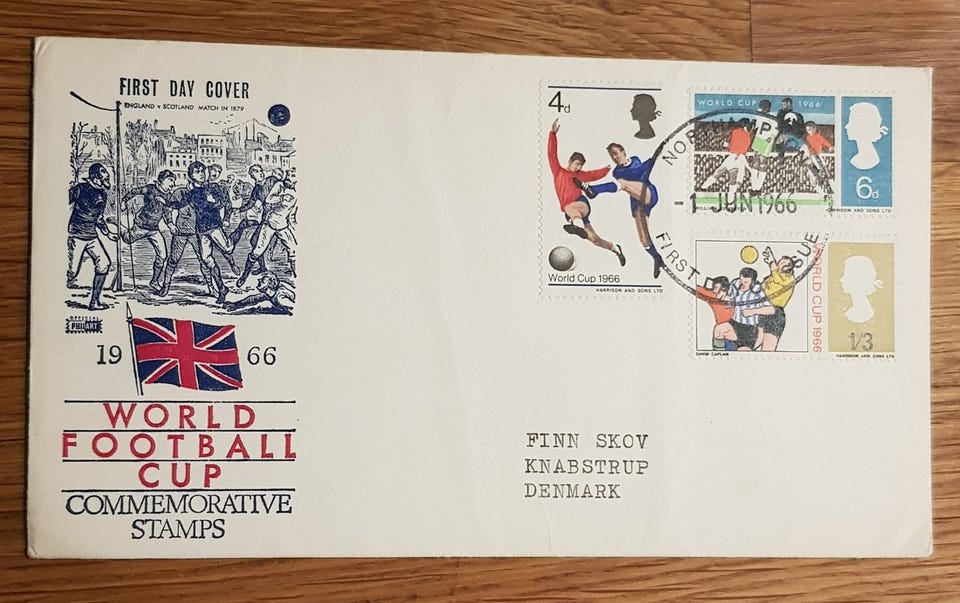 FIRST DAY COVER
ENGLAND v SCOTLAND MATCH IN 1879
OFFICIAL
PHILART
19 66
WORLD
FOOTBALL
CUP
COMMEMORATIVE
STAMPS
4d
World Cup 1966
HARRISON AND SONS LTD
WORLD CUP 1966
6d
HARRISON AND SONS LTD
-1 JUN 1966
FIRST
WORLD CUP 1966
1/3
DAVID CAPLAN
HARRISON AND SONS LTD
FINN SKOV
KNABSTRUP
DENMARK